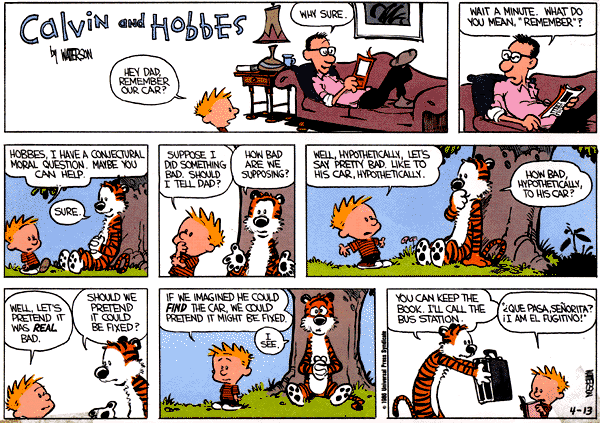 Calvin and Hobbes
by WATTERSON
HEY DAD,
REMEMBER
OUR CAR?
WHY SURE.
WAIT A MINUTE. WHAT DO
YOU MEAN, "REMEMBER"?
HOBBES, I HAVE A CONJECTURAL
MORAL QUESTION. MAYBE YOU
CAN HELP.
SURE.
SUPPOSE I
DID SOMETHING
BAD. SHOULD
I TELL DAD?
HOW BAD
ARE WE
SUPPOSING?
WELL, HYPOTHETICALLY, LET'S
SAY PRETTY BAD. LIKE TO
HIS CAR, HYPOTHETICALLY.
HOW BAD,
HYPOTHETICALLY,
TO HIS CAR?
WELL, LET'S
PRETEND IT
WAS REAL
BAD.
SHOULD WE
PRETEND
IT COULD
BE FIXED?
IF WE IMAGINED HE COULD
FIND THE CAR, WE COULD
PRETEND IT MIGHT BE FIXED.
I
SEE.
© 1986 Universal Press Syndicate
YOU CAN KEEP THE
BOOK. I'LL CALL THE
BUS STATION.
"¿QUE PASA, SEÑORITA?
¡I AM EL FUGITIVO!"
WATTERSON
4-13